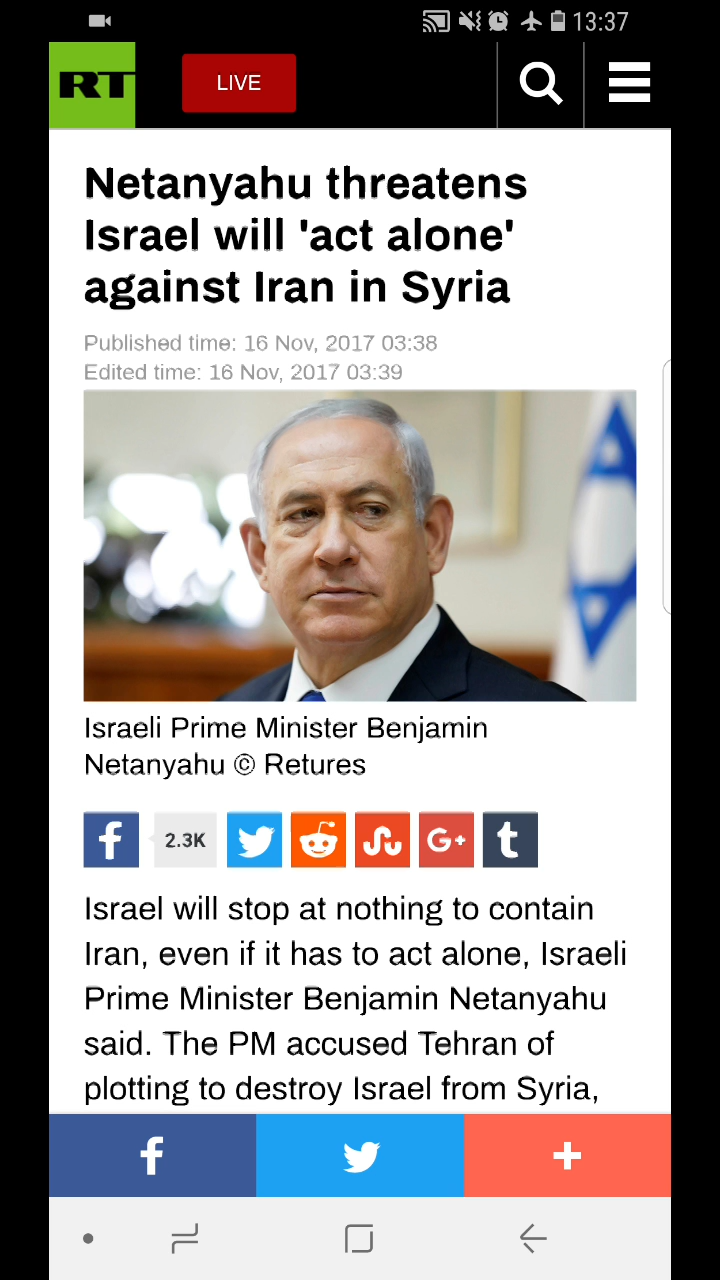 13:37
RT
LIVE
Netanyahu threatens
Israel will 'act alone'
against Iran in Syria
Published time: 16 Nov, 2017 03:38
Edited time: 16 Nov, 2017 03:39
Israeli Prime Minister Benjamin
Netanyahu © Retures
f
2.3K
G+
t
Israel will stop at nothing to contain
Iran, even if it has to act alone, Israeli
Prime Minister Benjamin Netanyahu
said. The PM accused Tehran of
plotting to destroy Israel from Syria,
f
+